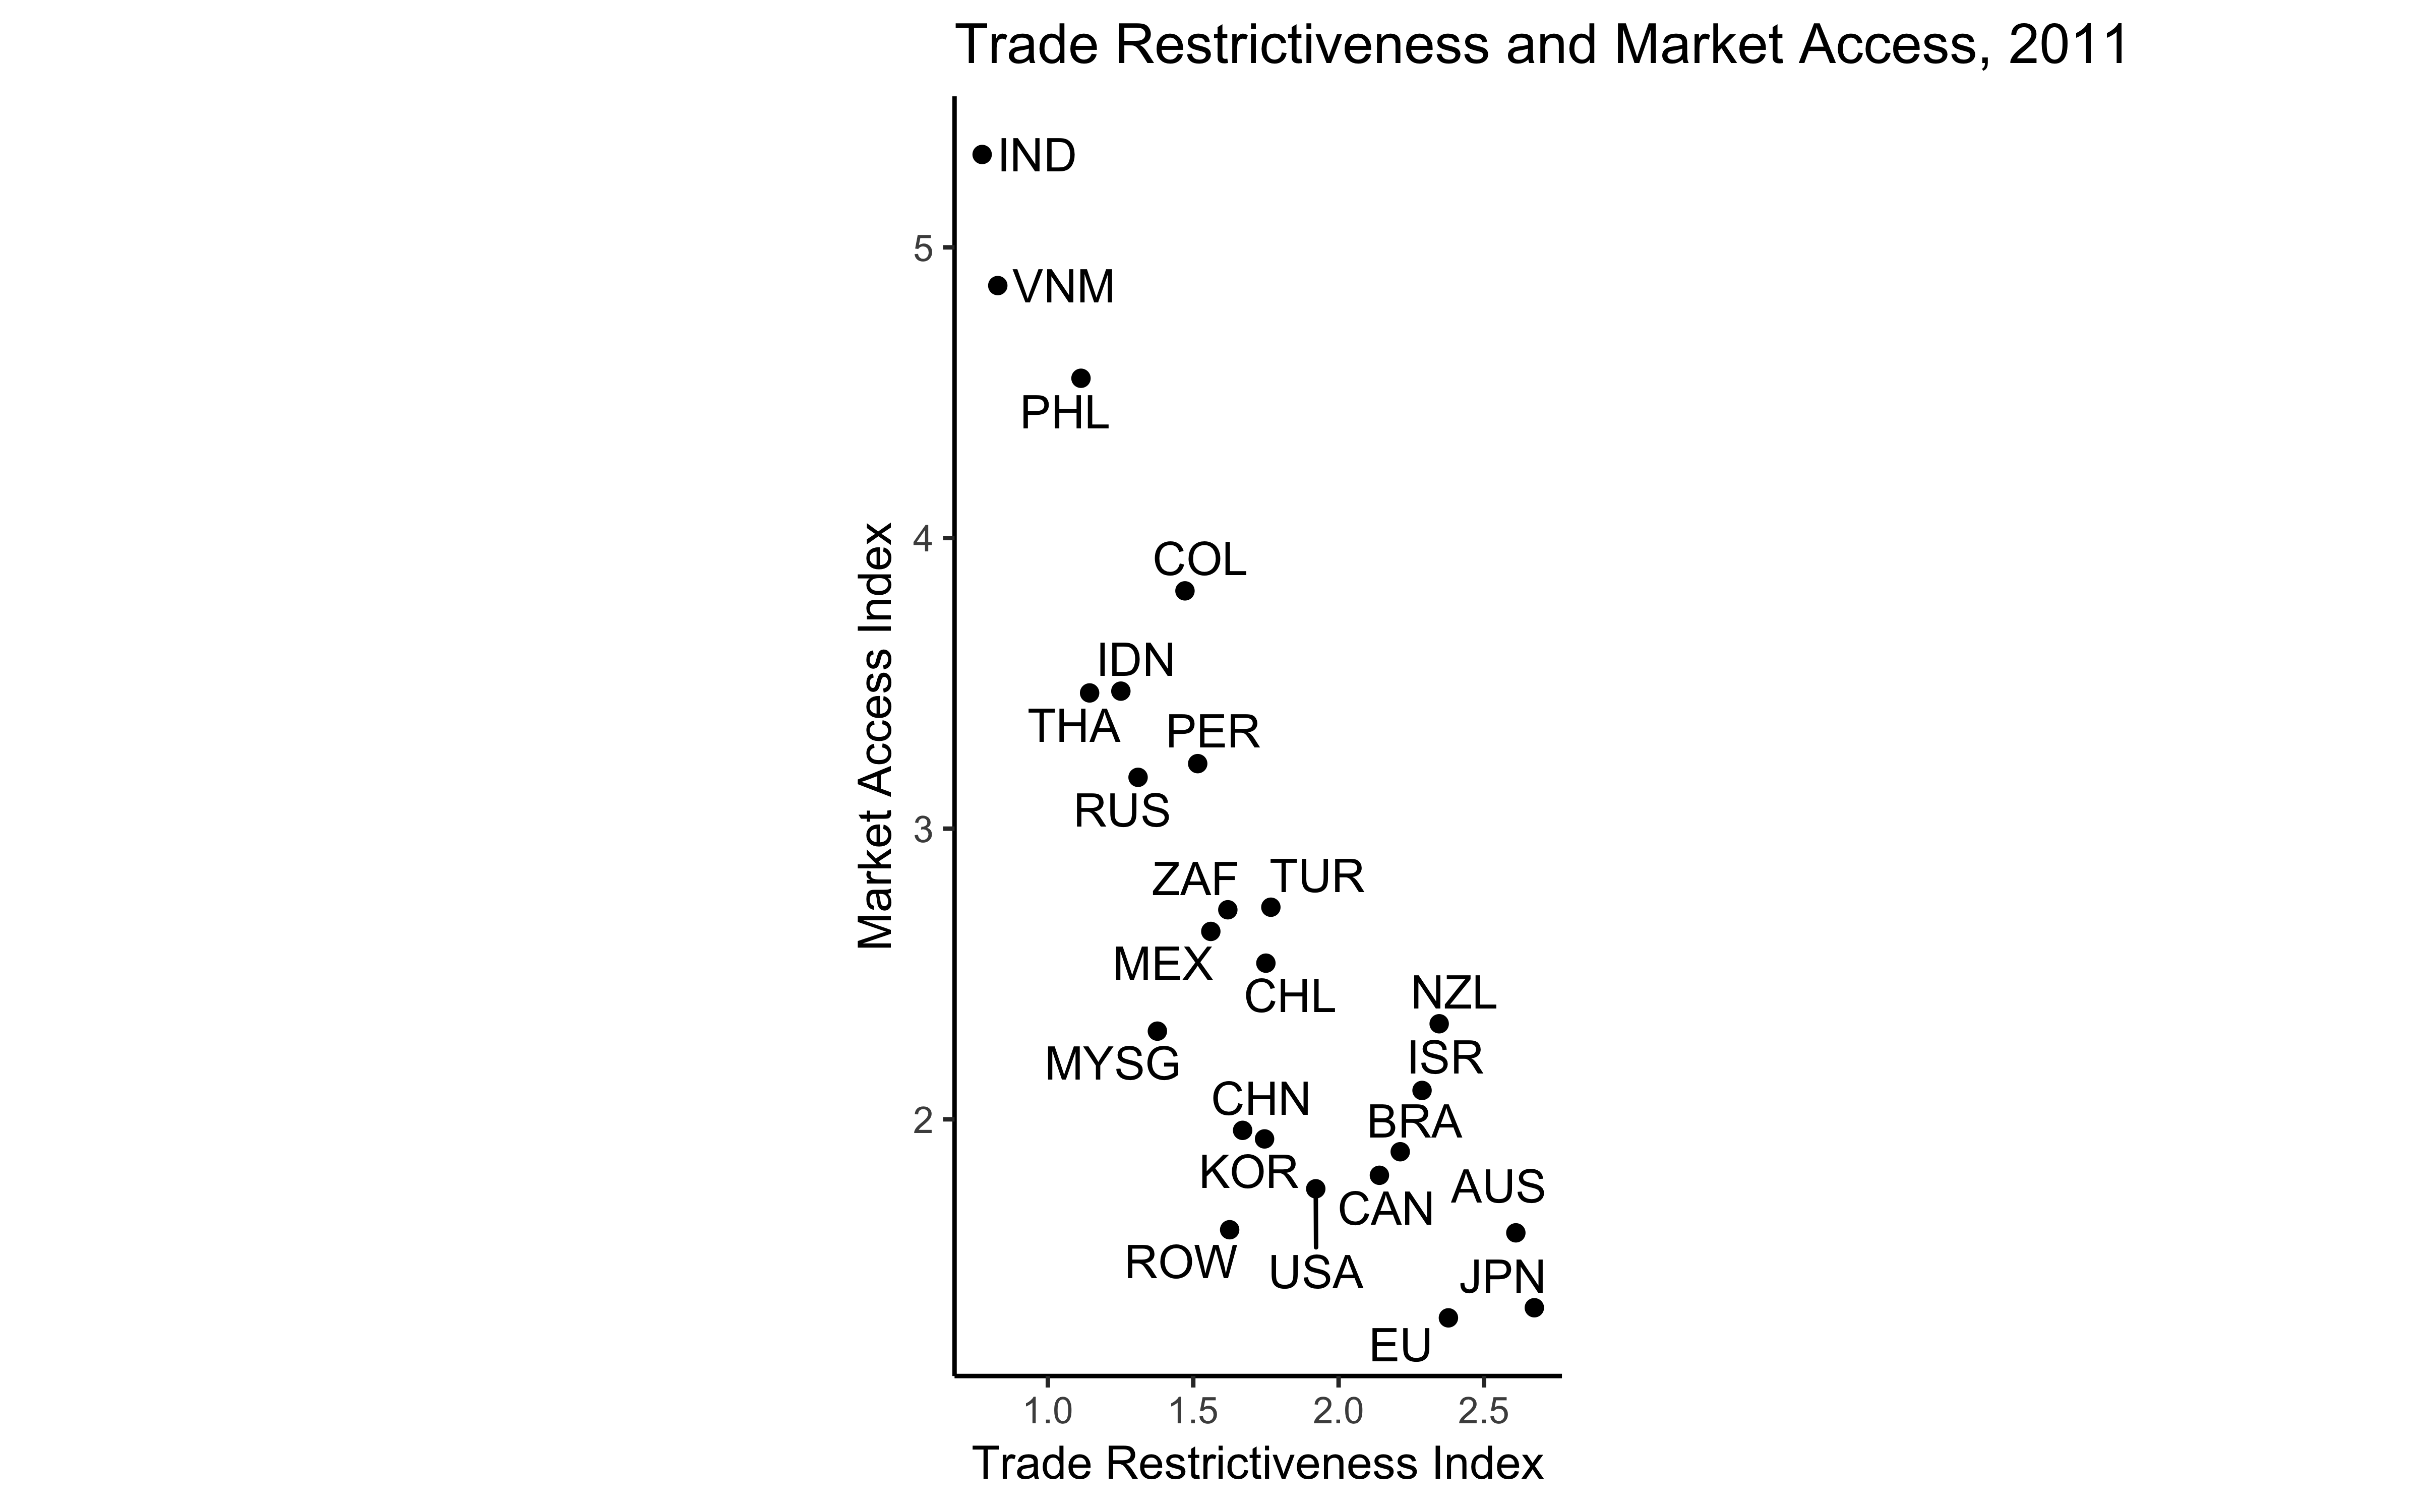 Trade Restrictiveness and Market Access, 2011
IND
5
VNM
PHL
4
COL
IDN
THA
PER
RUS
3
ZAF
TUR
MEX
CHL
NZL
ISR
MYSG
CHN
2
BRA
KOR
AUS
CAN
ROW
USA
JPN
EU
Market Access Index
1.0 1.5 2.0 2.5
Trade Restrictiveness Index